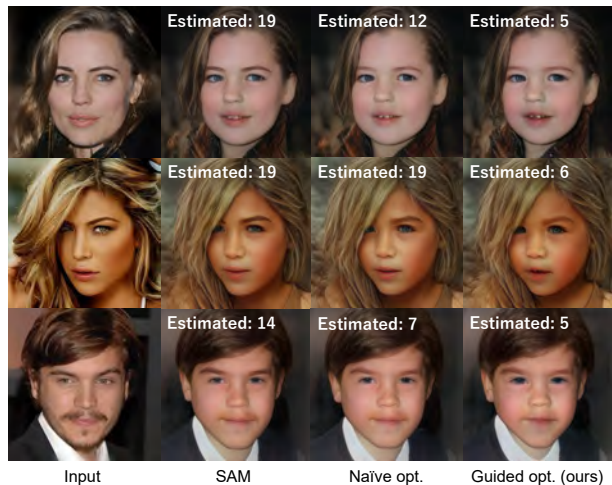 Estimated: 19 Estimated: 12 Estimated: 5
Estimated: 19 Estimated: 19 Estimated: 6
Estimated: 14 Estimated: 7 Estimated: 5
Input SAM Naïve opt. Guided opt. (ours)